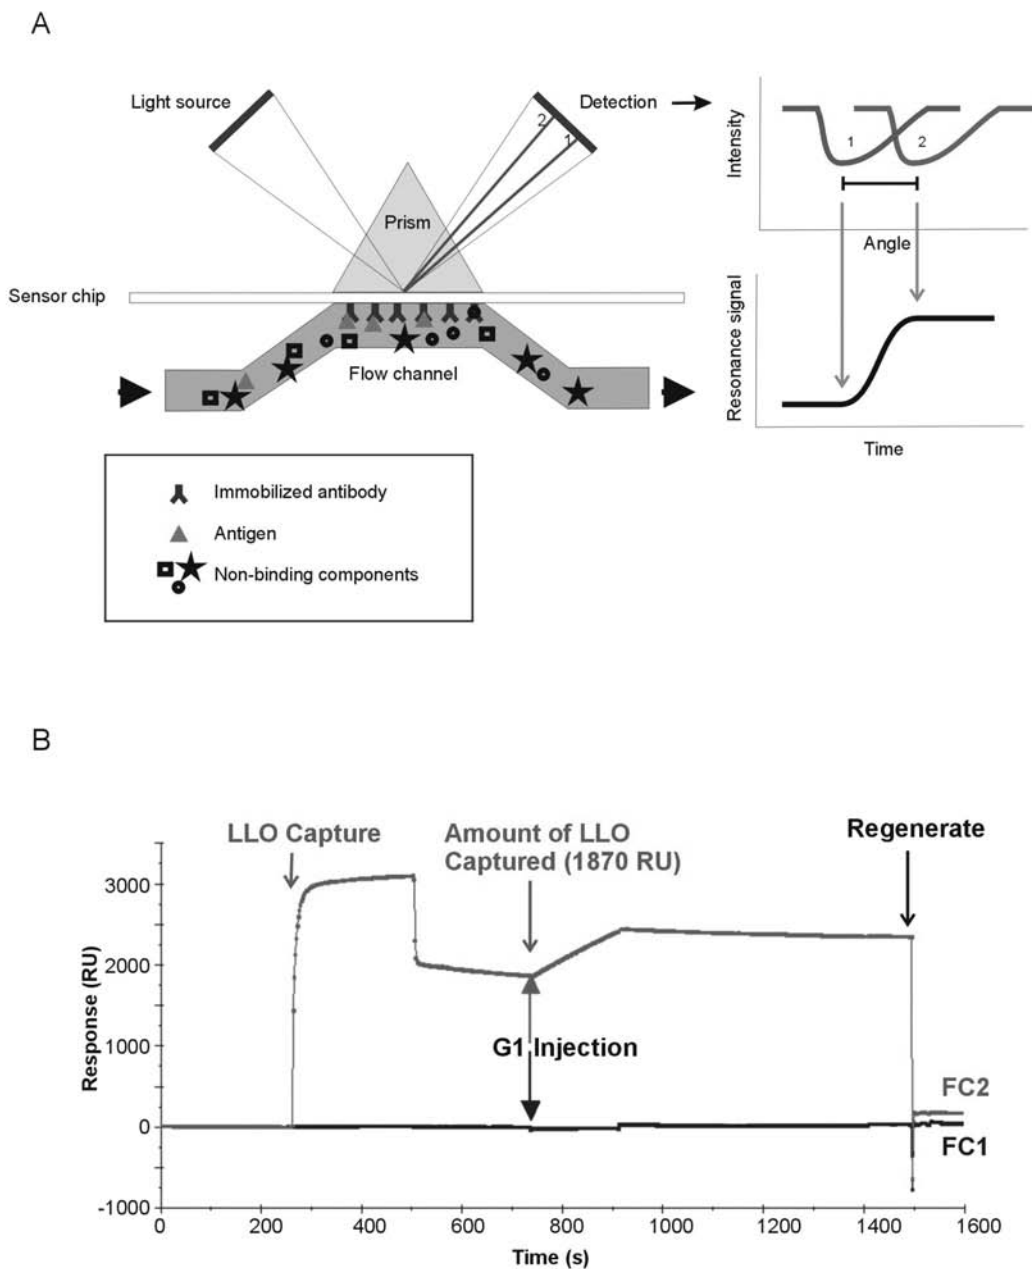 A
Light source
Detection
2
1
Prism
Sensor chip
Flow channel
Intensity
1
2
Angle
Resonance signal
Time
Immobilized antibody
Antigen
Non-binding components
B
LLO Capture
Amount of LLO
Captured (1870 RU)
Regenerate
G1 Injection
FC2
FC1
Response (RU)
3000
2000
1000
0
-1000
0
200
400
600
800
1000
1200
1400
1600
Time (s)